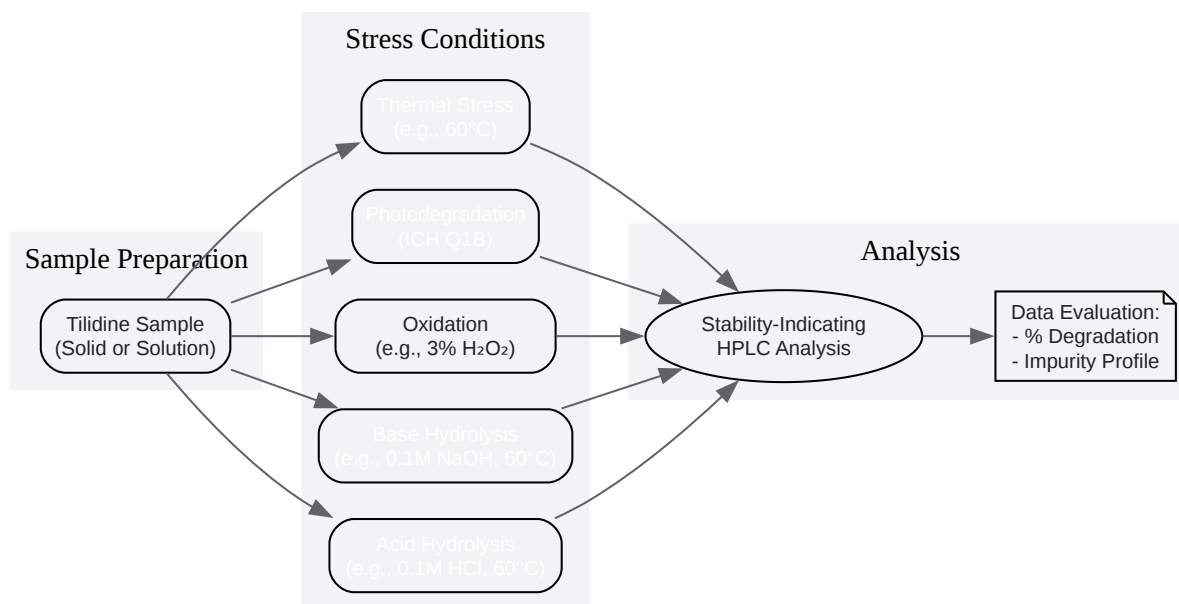 Stress Conditions
Thermal Stress
(e.g., 60°C)
Photodegradation
(ICH Q1B)
Sample Preparation
Tilidine Sample
(Solid or Solution)
Oxidation
(e.g., 3% H₂O₂)
Base Hydrolysis
(e.g., 0.1M NaOH, 60°C)
Acid Hydrolysis
(e.g., 0.1M HCl, 60°C)
Analysis
Stability-Indicating
HPLC Analysis
Data Evaluation:
- % Degradation
- Impurity Profile